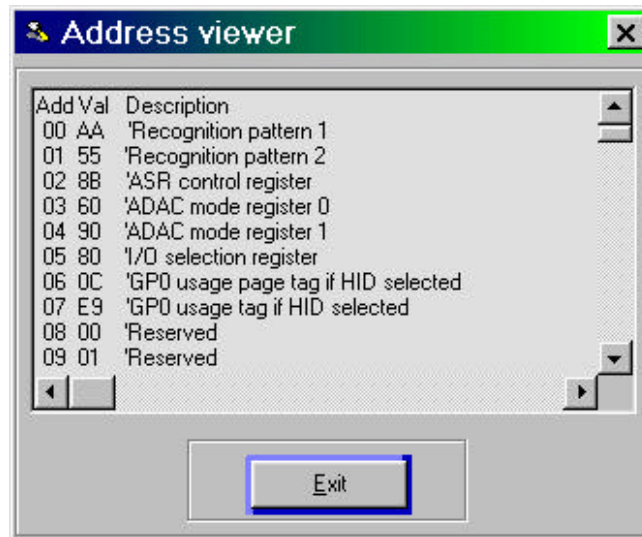 Address viewer
Add Val Description
00 AA 'Recognition pattern 1
01 55 'Recognition pattern 2
02 8B 'ASR control register
03 60 'ADAC mode register 0
04 90 'ADAC mode register 1
05 80 'I/O selection register
06 0C 'GP0 usage page tag if HID selected
07 E9 'GP0 usage tag if HID selected
08 00 'Reserved
09 01 'Reserved
Exit